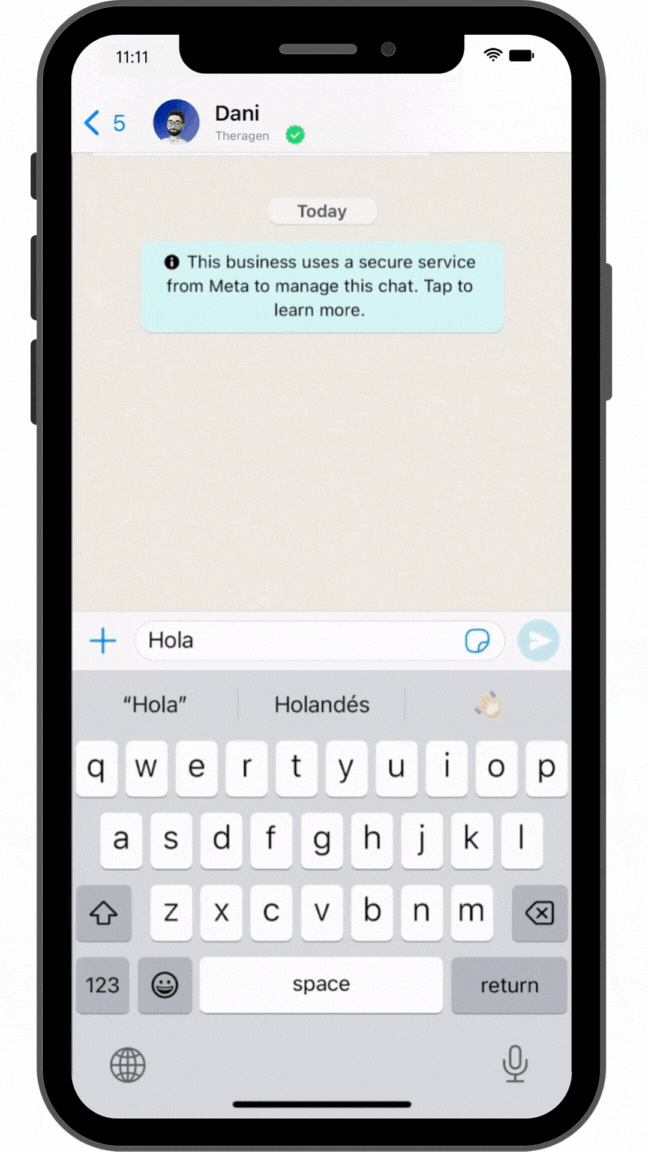 11:11
5
Dani
Theragen
Today
This business uses a secure service
from Meta to manage this chat. Tap to
learn more.
Hola
“Hola” Holandés
q w e r t y u i o p
a s d f g h j k l
z x c v b n m
123 space return